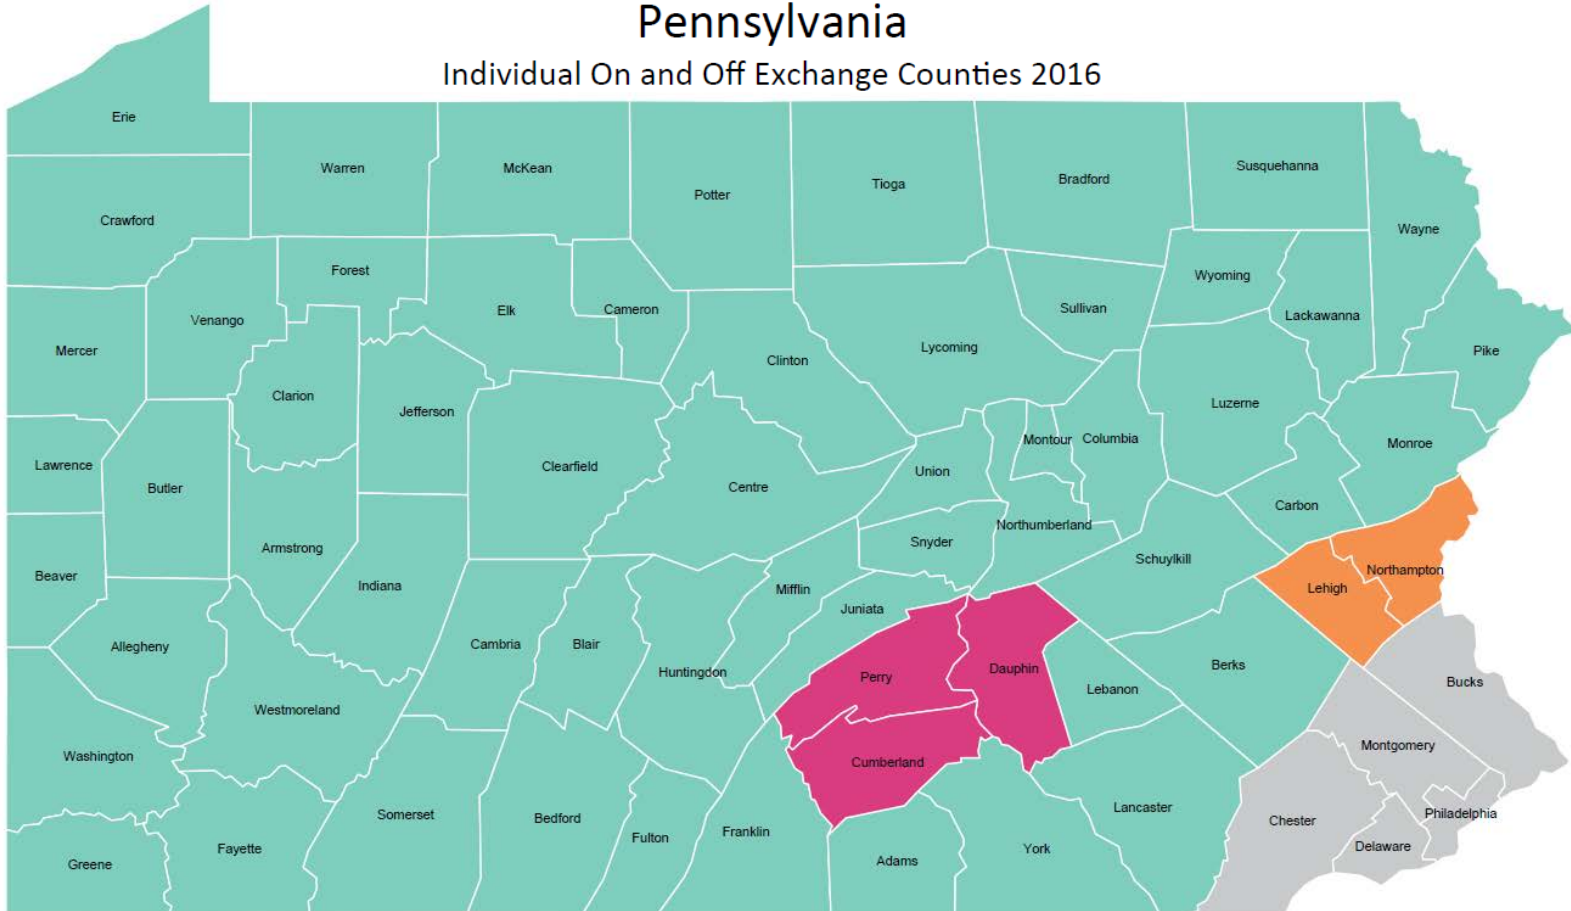 Pennsylvania
Individual On and Off Exchange Counties 2016
Erie
Warren
McKean
Potter
Tioga
Bradford
Susquehanna
Wayne
Crawford
Forest
Venango
Elk
Cameron
Clinton
Lycoming
Sullivan
Wyoming
Lackawanna
Pike
Mercer
Clarion
Jefferson
Clearfield
Centre
Union
Montour
Columbia
Luzerne
Monroe
Lawrence
Butler
Armstrong
Indiana
Snyder
Northumberland
Schuylkill
Carbon
Northampton
Lehigh
Beaver
Allegheny
Westmoreland
Cambria
Blair
Huntingdon
Mifflin
Juniata
Perry
Dauphin
Lebanon
Berks
Bucks
Washington
Somerset
Bedford
Fulton
Franklin
Cumberland
Adams
York
Lancaster
Chester
Montgomery
Delaware
Philadelphia
Greene
Fayette